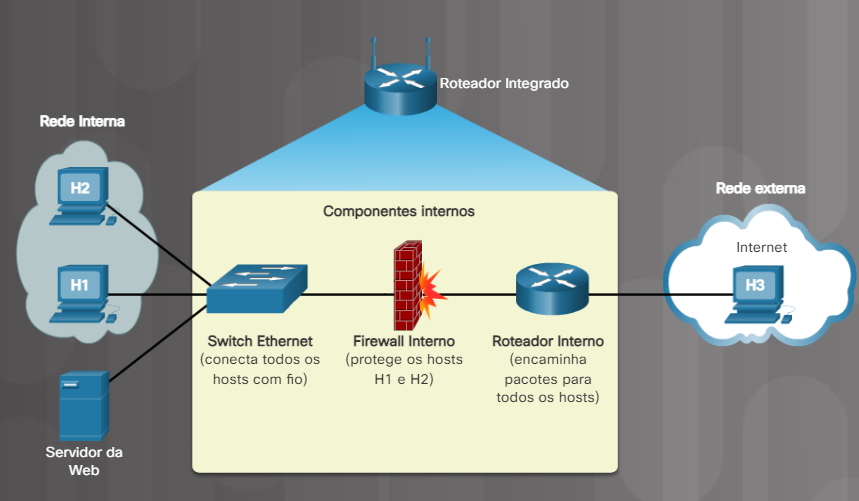 Roteador Integrado
Rede Interna
H2
Rede externa
Componentes internos
Internet
H1
H3
Switch Ethernet
(conecta todos os
hosts com fio)
Firewall Interno
(protege os hosts
H1 e H2)
Roteador Interno
(encaminha
pacotes para
todos os hosts)
Servidor da
Web